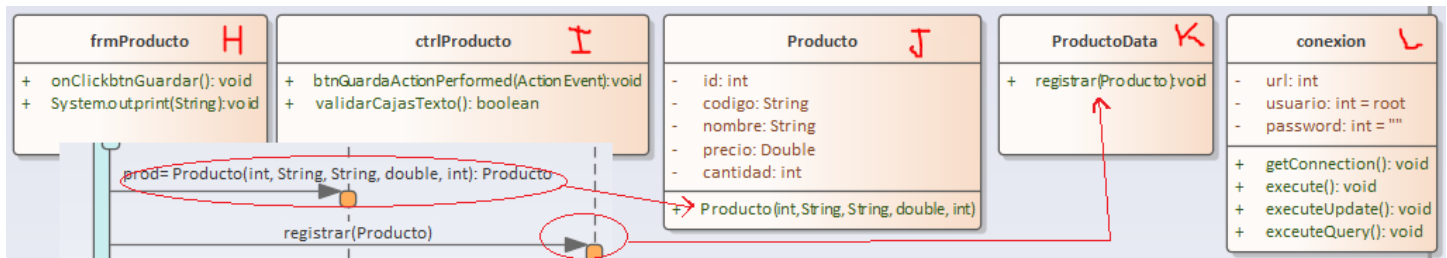 frmProducto H
+ onClickbtnGuardar(): void
+ System.out.print(String):void
ctrlProducto I
+ btnGuardaActionPerformed(ActionEvent):void
+ validarCajasTexto(): boolean
Producto J
- id: int
- codigo: String
- nombre: String
- precio: Double
- cantidad: int
+ Producto(int,String, String, double, int)
ProductoData K
+ registrar(Producto):void
conexion L
- url: int
- usuario: int = root
- password: int = ""
+ getConnection(): void
+ execute(): void
+ executeUpdate(): void
+ exceuteQuery(): void
prod= Producto(int, String, String, double, int): Producto
registrar(Producto)